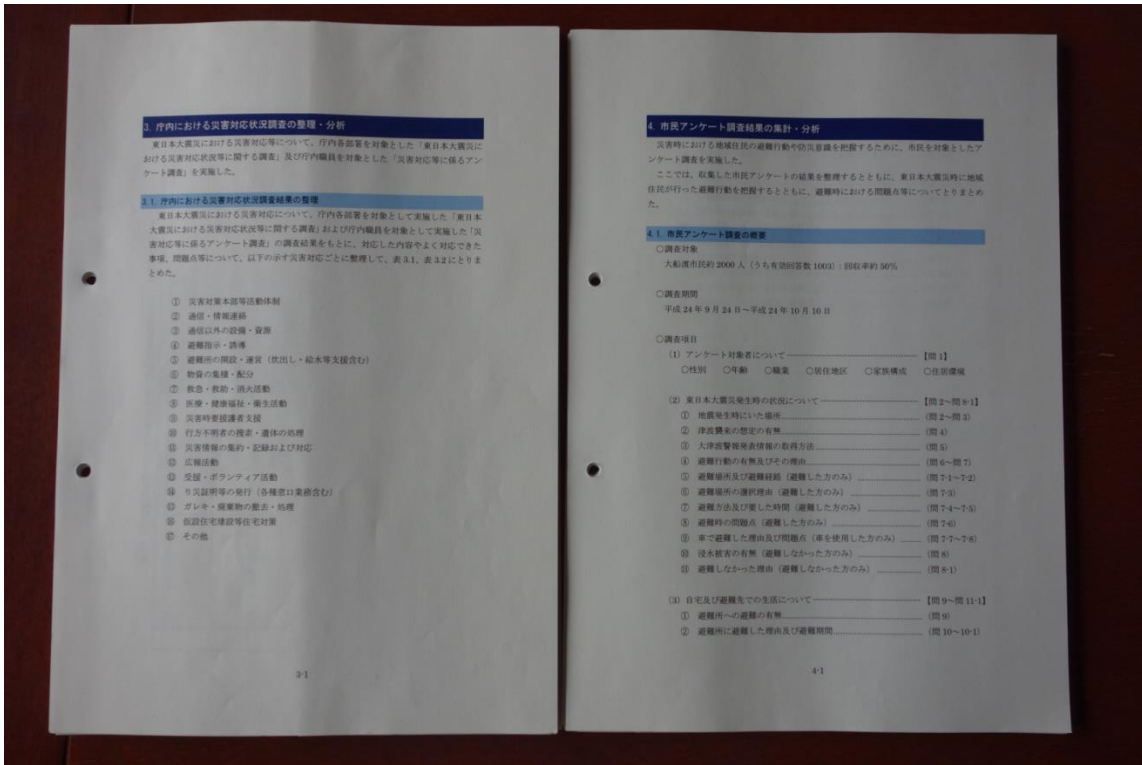 3. 庁内における災害対応状況調査の整理・分析
東日本大震災における災害対応等について、庁内各部署を対象とした「東日本大震災に
おける災害対応状況等に関する調査」及び庁内職員を対象とした「災害対応等に係るアン
ケート調査」を実施した。
3.1. 庁内における災害対応状況調査結果の整理
東日本大震災における災害対応について、庁内各部署を対象として実施した「東日本
大震災における災害対応状況等に関する調査」および庁内職員を対象として実施した「災
害対応等に係るアンケート調査」の調査結果をもとに、対応した内容やよく対応できた
事項、問題点等について、以下の示す災害対応ごとに整理して、表3.1、表3.2にとりま
とめた。
① 災害対策本部等活動体制
② 通信・情報連絡
③ 通信以外の設備・資源
④ 避難指示・誘導
⑤ 避難所の開設・運営（炊出し・給水等支援含む）
⑥ 物資の集積・配分
⑦ 救急・救助・消火活動
⑧ 医療・健康福祉・衛生活動
⑨ 災害時要援護者支援
⑩ 行方不明者の捜索・遺体の処理
⑪ 災害情報の集約・記録および対応
⑫ 広報活動
⑬ 受援・ボランティア活動
⑭ り災証明等の発行（各種窓口業務含む）
⑮ ガレキ・廃棄物の撤去・処理
⑯ 仮設住宅建設等住宅対策
⑰ その他
3-1
4. 市民アンケート調査結果の集計・分析
災害時における地域住民の避難行動や防災意識を把握するために、市民を対象としたア
ンケート調査を実施した。
ここでは、収集した市民アンケートの結果を整理するとともに、東日本大震災時に地域
住民が行った避難行動を把握するとともに、避難時における問題点等についてとりまとめ
た。
4.1. 市民アンケート調査の概要
○調査対象
大船渡市民約2000人（うち有効回答数1003）：回収率約50%
○調査期間
平成24年9月24日～平成24年10月10日
○調査項目
(1) アンケート対象者について 【問1】
○性別 ○年齢 ○職業 ○居住地区 ○家族構成 ○住居環境
(2) 東日本大震災発生時の状況について 【問2～問8-1】
① 地震発生時にいた場所 (問2～問3)
② 津波襲来の想定の有無 (問4)
③ 大津波警報発表情報の取得方法 (問5)
④ 避難行動の有無及びその理由 (問6～問7)
⑤ 避難場所及び避難経路（避難した方のみ） (問7-1～7-2)
⑥ 避難場所の選択理由（避難した方のみ） (問7-3)
⑦ 避難方法及び要した時間（避難した方のみ） (問7-4～7-5)
⑧ 避難時の問題点（避難した方のみ） (問7-6)
⑨ 車で避難した理由及び問題点（車を使用した方のみ） (問7-7～7-8)
⑩ 浸水被害の有無（避難しなかった方のみ） (問8)
⑪ 避難しなかった理由（避難しなかった方のみ） (問8-1)
(3) 自宅及び避難先での生活について 【問9～問11-1】
① 避難所への避難の有無 (問9)
② 避難所に避難した理由及び避難期間 (問10～10-1)
4-1